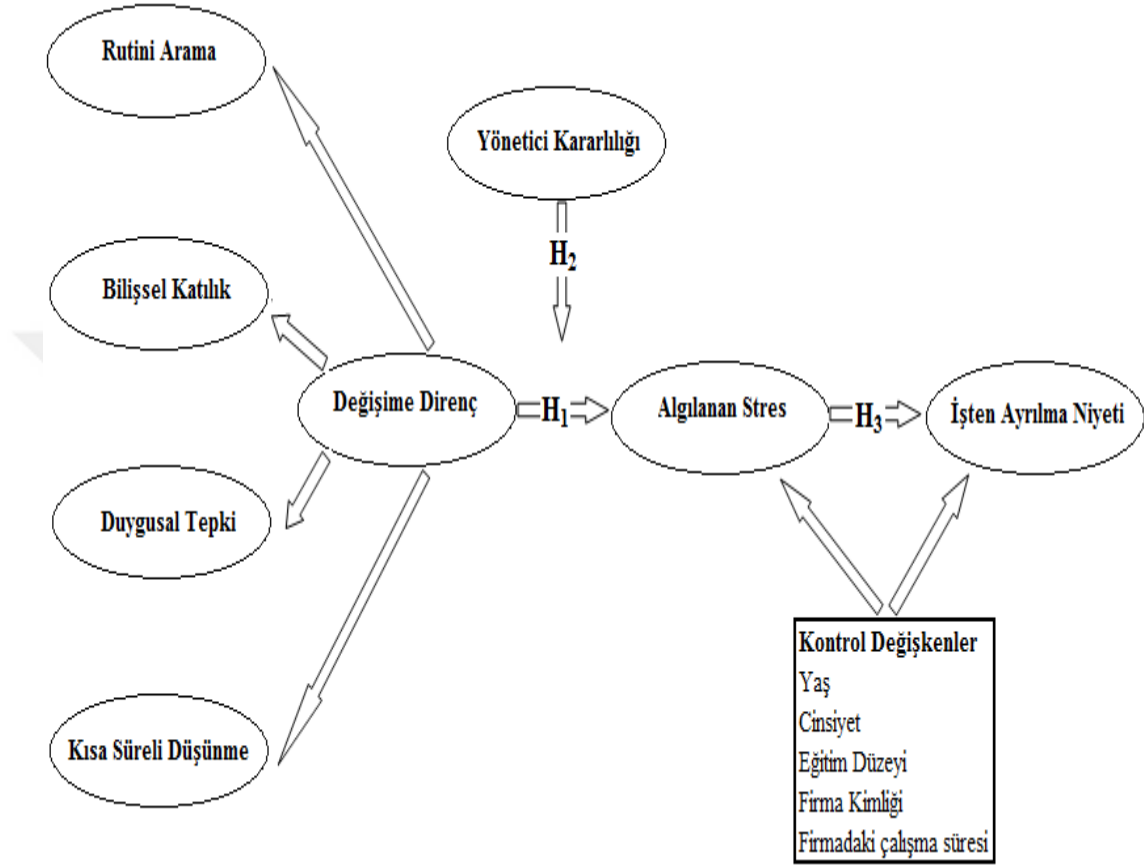 Rutini Arama
Yönetici Kararlılığı
H₂
Bilişsel Katılık
Değişime Direnç
H₁
Algılanan Stres
H₃
İşten Ayrılma Niyeti
Duygusal Tepki
Kısa Süreli Düşünme
Kontrol Değişkenler
Yaş
Cinsiyet
Eğitim Düzeyi
Firma Kimliği
Firmadaki çalışma süresi